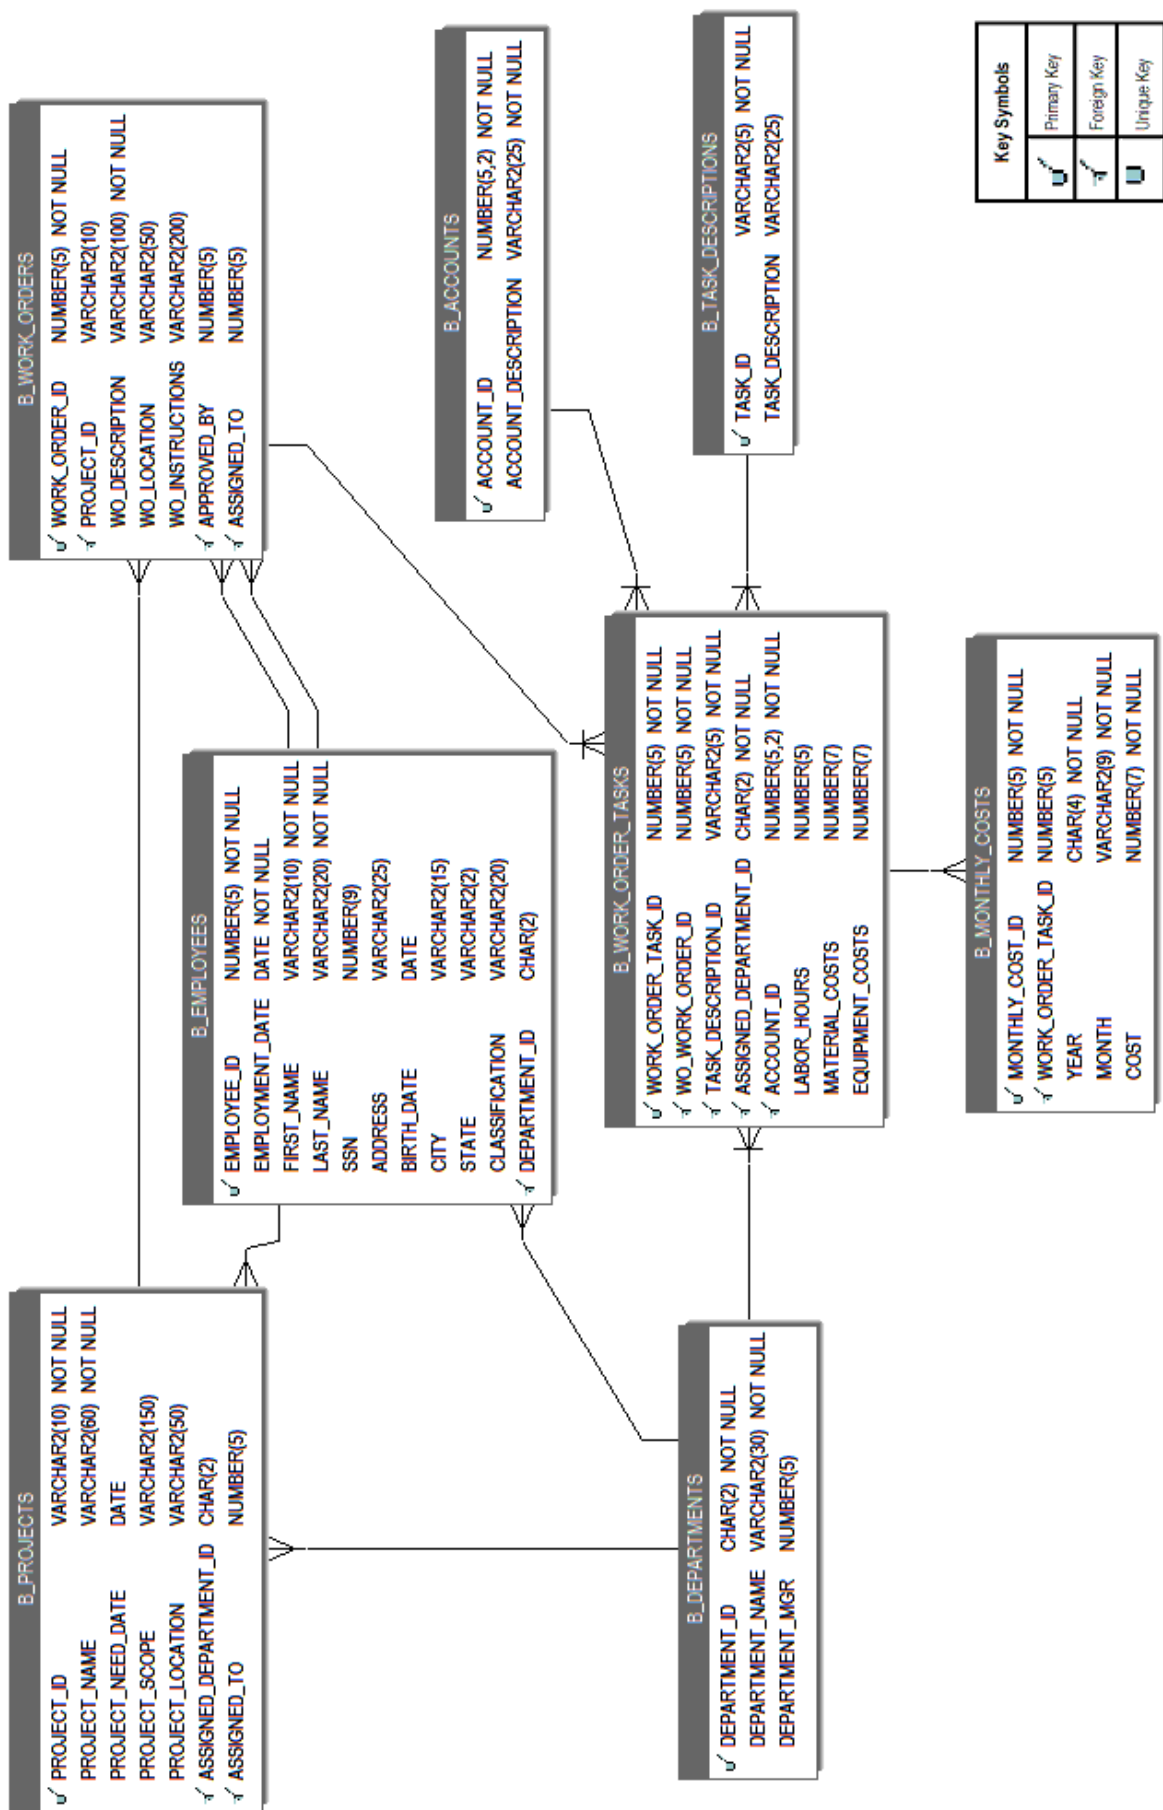 B_PROJECTS
PROJECT_ID VARCHAR2(10) NOT NULL
PROJECT_NAME VARCHAR2(60) NOT NULL
PROJECT_NEED_DATE DATE
PROJECT_SCOPE VARCHAR2(150)
PROJECT_LOCATION VARCHAR2(50)
ASSIGNED_DEPARTMENT_ID CHAR(2)
ASSIGNED_TO NUMBER(5)
B_EMPLOYEES
EMPLOYEE_ID NUMBER(5) NOT NULL
EMPLOYMENT_DATE DATE NOT NULL
FIRST_NAME VARCHAR2(10) NOT NULL
LAST_NAME VARCHAR2(20) NOT NULL
SSN NUMBER(9)
ADDRESS VARCHAR2(25)
BIRTH_DATE DATE
CITY VARCHAR2(15)
STATE VARCHAR2(2)
CLASSIFICATION VARCHAR2(20)
DEPARTMENT_ID CHAR(2)
B_WORK_ORDERS
WORK_ORDER_ID NUMBER(5) NOT NULL
PROJECT_ID VARCHAR2(10)
WO_DESCRIPTION VARCHAR2(100) NOT NULL
WO_LOCATION VARCHAR2(50)
WO_INSTRUCTIONS VARCHAR2(200)
APPROVED_BY NUMBER(5)
ASSIGNED_TO NUMBER(5)
B_ACCOUNTS
ACCOUNT_ID NUMBER(5,2) NOT NULL
ACCOUNT_DESCRIPTION VARCHAR2(25) NOT NULL
B_DEPARTMENTS
DEPARTMENT_ID CHAR(2) NOT NULL
DEPARTMENT_NAME VARCHAR2(30) NOT NULL
DEPARTMENT_MGR NUMBER(5)
B_WORK_ORDER_TASKS
WORK_ORDER_TASK_ID NUMBER(5) NOT NULL
WO_WORK_ORDER_ID NUMBER(5) NOT NULL
TASK_DESCRIPTION_ID VARCHAR2(5) NOT NULL
ASSIGNED_DEPARTMENT_ID CHAR(2) NOT NULL
ACCOUNT_ID NUMBER(5,2) NOT NULL
LABOR_HOURS NUMBER(5)
MATERIAL_COSTS NUMBER(7)
EQUIPMENT_COSTS NUMBER(7)
B_TASK_DESCRIPTIONS
TASK_ID VARCHAR2(5) NOT NULL
TASK_DESCRIPTION VARCHAR2(25)
B_MONTHLY_COSTS
MONTHLY_COST_ID NUMBER(5) NOT NULL
WORK_ORDER_TASK_ID NUMBER(5)
YEAR CHAR(4) NOT NULL
MONTH VARCHAR2(9) NOT NULL
COST NUMBER(7) NOT NULL
Key Symbols
Primary Key
Foreign Key
Unique Key